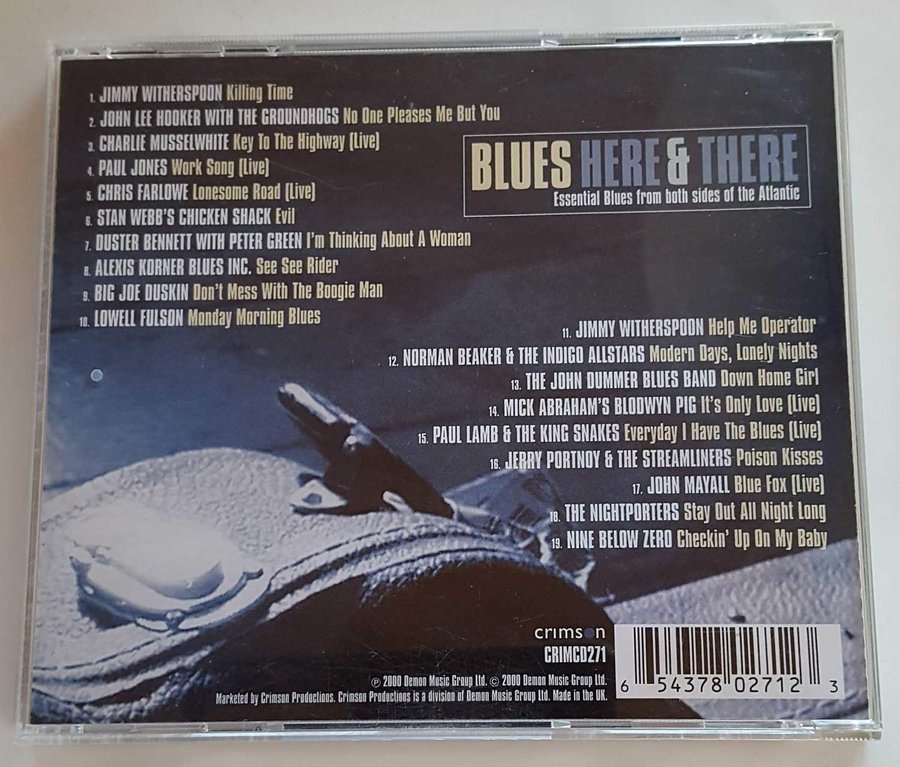 1. JIMMY WITHERSPOON Killing Time
2. JOHN LEE HOOKER WITH THE GROUNDHOGS No One Pleases Me But You
3. CHARLIE MUSSELWHITE Key To The Highway (Live)
4. PAUL JONES Work Song (Live)
5. CHRIS FARLOWE Lonesome Road (Live)
6. STAN WEBB'S CHICKEN SHACK Evil
7. DUSTER BENNETT WITH PETER GREEN I'm Thinking About A Woman
8. ALEXIS KORNER BLUES INC. See See Rider
9. BIG JOE DUSKIN Don't Mess With The Boogie Man
10. LOWELL FULSON Monday Morning Blues
BLUES HERE & THERE
Essential Blues from both sides of the Atlantic
11. JIMMY WITHERSPOON Help Me Operator
12. NORMAN BEAKER & THE INDIGO ALLSTARS Modern Days, Lonely Nights
13. THE JOHN DUMMER BLUES BAND Down Home Girl
14. MICK ABRAHAM'S BLODWYN PIG It's Only Love (Live)
15. PAUL LAMB & THE KING SNAKES Everyday I Have The Blues (Live)
16. JERRY PORTNOY & THE STREAMLINERS Poison Kisses
17. JOHN MAYALL Blue Fox (Live)
18. THE NIGHTPORTERS Stay Out All Night Long
19. NINE BELOW ZERO Checkin' Up On My Baby
crimson
CRIMCD271
℗ 2000 Demon Music Group Ltd. © 2000 Demon Music Group Ltd.
Marketed by Crimson Productions. Crimson Productions is a division of Demon Music Group Ltd. Made in the UK.
6 54378 02712 3